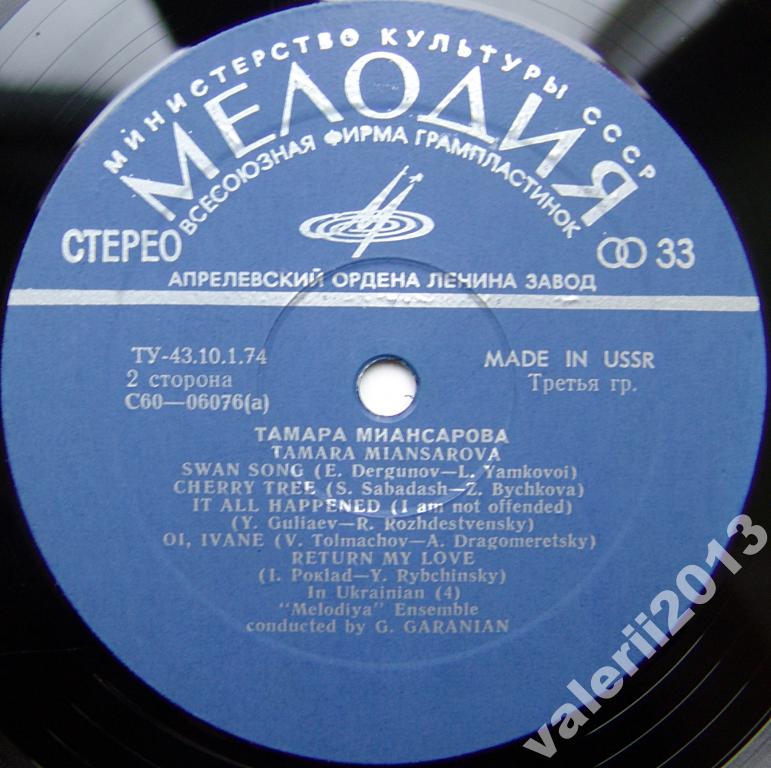 МИНИСТЕРСТВО КУЛЬТУРЫ СССР
МЕЛОДИЯ
ВСЕСОЮЗНАЯ ФИРМА ГРАМПЛАСТИНОК
СТЕРЕО
33
АПРЕЛЕВСКИЙ ОРДЕНА ЛЕНИНА ЗАВОД
ТУ-43.10.1.74
MADE IN USSR
2 сторона
Третья гр.
С60—06076(а)
ТАМАРА МИАНСАРОВА
TAMARA MIANSAROVA
SWAN SONG (E. Dergunov—L. Yamkovoi)
CHERRY TREE (S. Sabadash—Z. Bychkova)
IT ALL HAPPENED (I am not offended)
(Y. Guliaev—R. Rozhdestvensky)
OI, IVANE (V. Tolmachov—A. Dragomeretsky)
RETURN MY LOVE
(I. Poкlad—Y. Rybchinsky)
In Ukrainian (4)
"Melodiya" Ensemble
conducted by G. GARANIAN
valerii2013